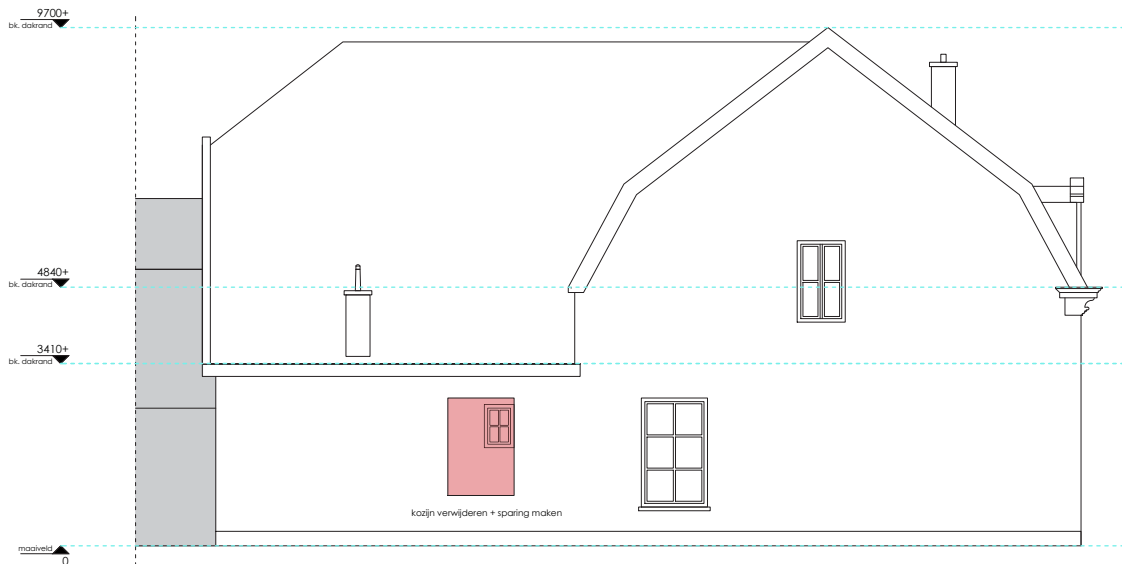 9700+
bk. dakrand
4840+
bk. dakrand
3410+
bk. dakrand
kozijn verwijderen + sparing maken
maaiveld
0